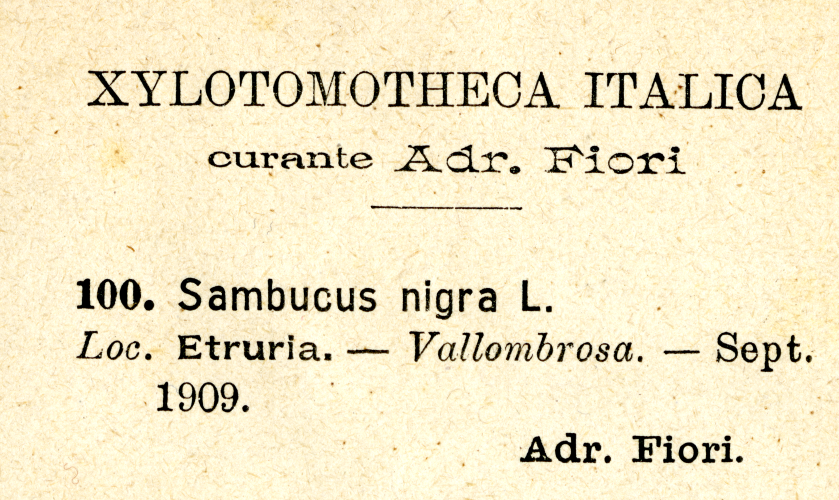 XYLOTOMOTHECA ITALICA
curante Adr. Fiori
100. Sambucus nigra L.
Loc. Etruria. — Vallombrosa. — Sept.
1909.
Adr. Fiori.